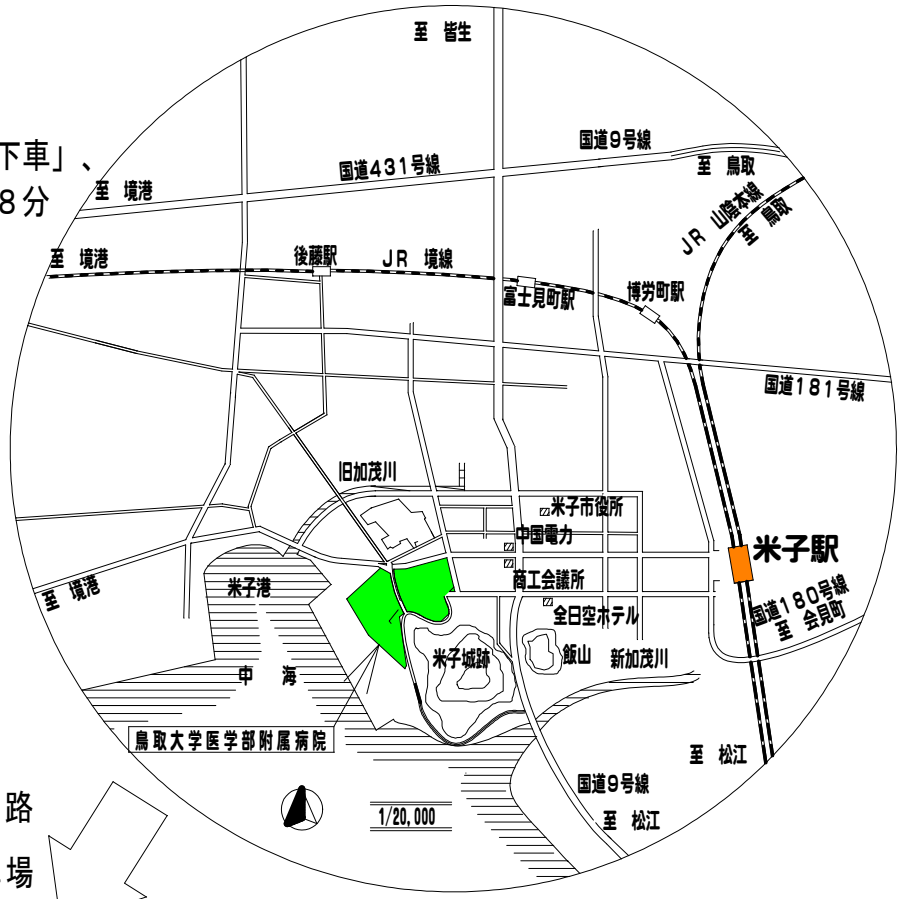 至 皆生
国道9号線
下車」、
国道431号線
至 鳥取
至 境港
8分
JR 山陰本線
至 鳥取
至 境港
後藤駅
JR 境線
富士見町駅
博労町駅
国道181号線
旧加茂川
米子市役所
中国電力
米子駅
商工会議所
米子港
至 境港
全日空ホテル
国道180号線
至 会見町
米子城跡
飯山
新加茂川
中 海
鳥取大学医学部附属病院
至 松江
国道9号線
1/20,000
至 松江
路
場